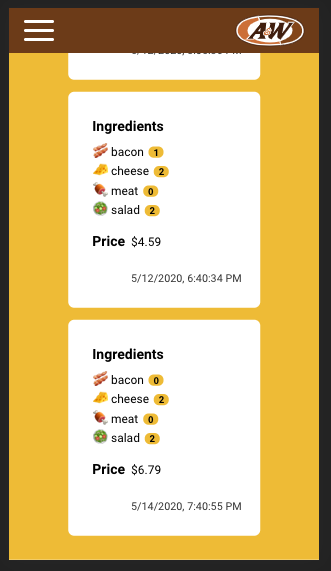 A&W
Ingredients
bacon 1
cheese 2
meat 0
salad 2
Price $4.59
5/12/2020, 6:40:34 PM
Ingredients
bacon 0
cheese 2
meat 0
salad 2
Price $6.79
5/14/2020, 7:40:55 PM